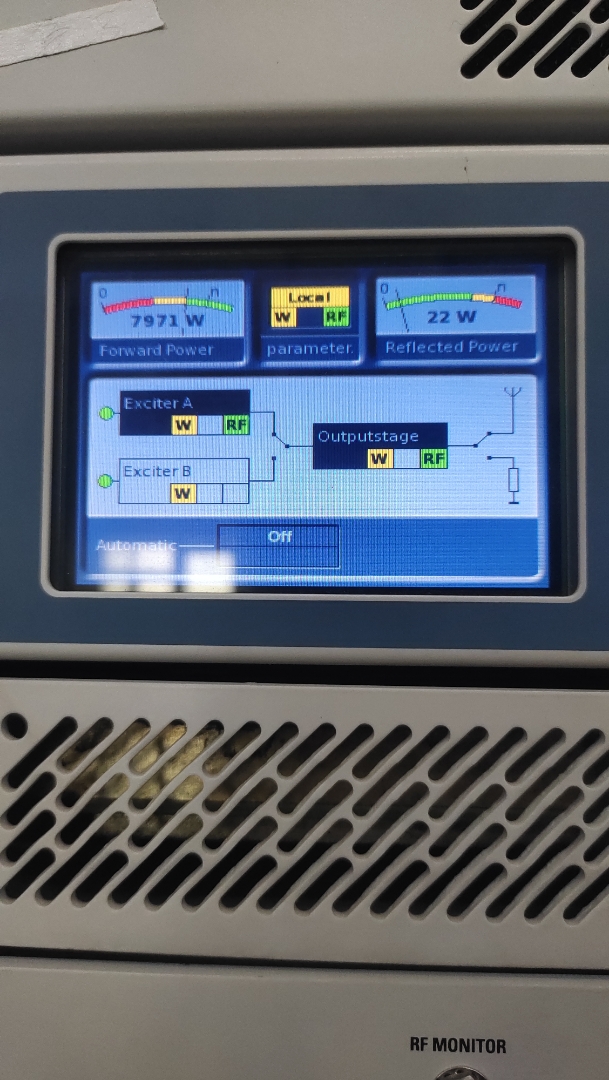 0 n
7971 W
Forward Power
Local
W RF
parameter.
0 n
22 W
Reflected Power
Exciter A
W RF
Outputstage
W RF
Exciter B
W
Automatic
Off
RF MONITOR